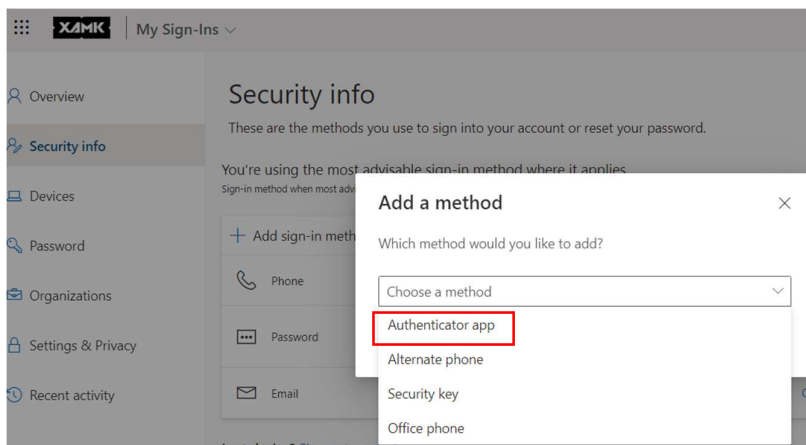 XAMK My Sign-Ins
Overview
Security info
Devices
Password
Organizations
Settings & Privacy
Recent activity
Security info
These are the methods you use to sign into your account or reset your password.
You're using the most advisable sign-in method where it applies.
Sign-in method when most
Add sign-in meth
Phone
Password
Email
Add a method
Which method would you like to add?
Choose a method
Authenticator app
Alternate phone
Security key
Office phone